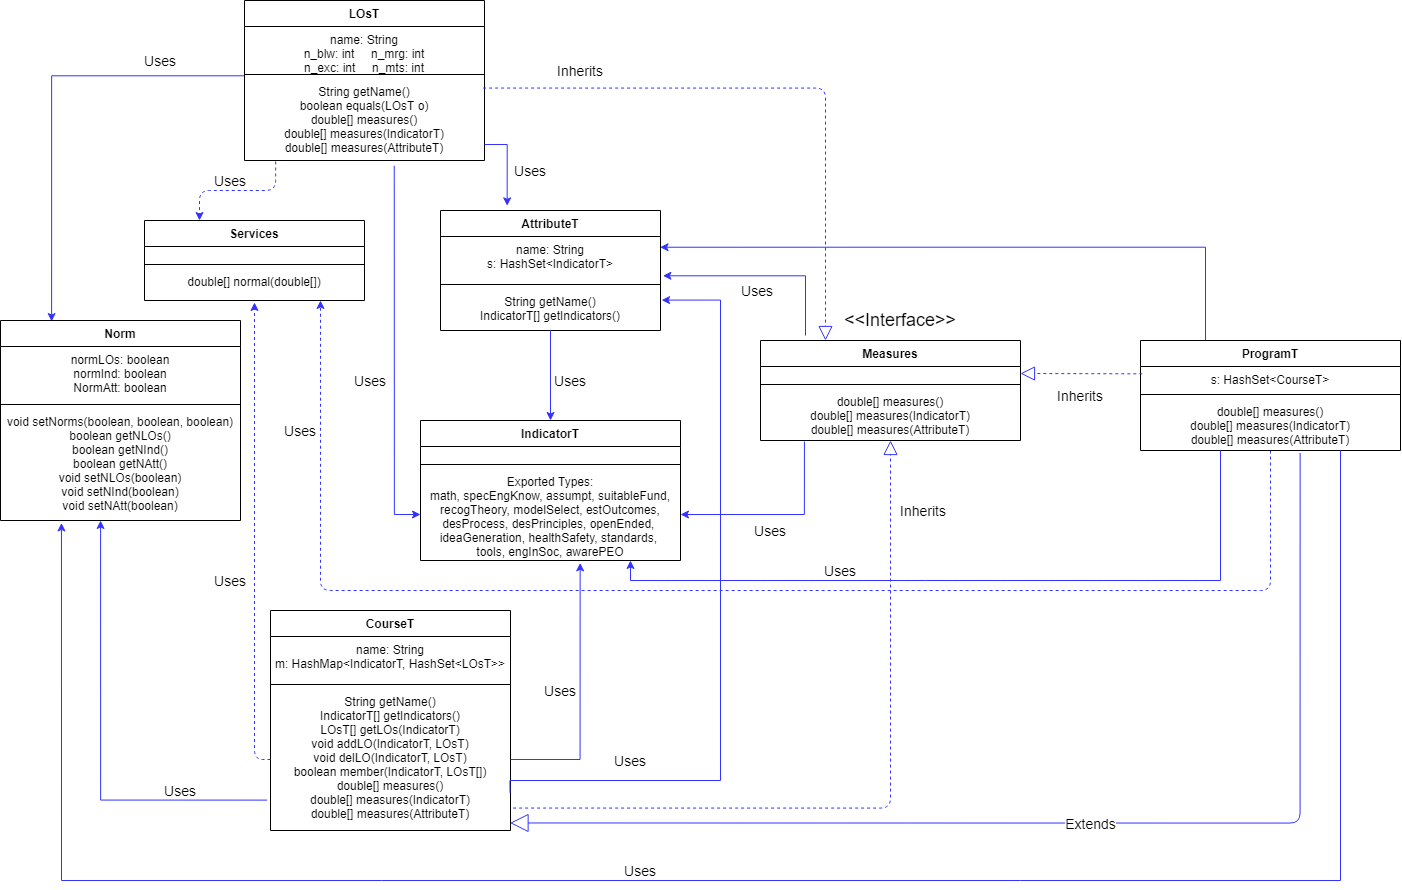 LOsT
name: String
n_blw: int n_mrg: int
n_exc: int n_mts: int
String getName()
boolean equals(LOsT o)
double[] measures()
double[] measures(IndicatorT)
double[] measures(AttributeT)
Uses
Inherits
Uses
Uses
Services
double[] normal(double[])
AttributeT
name: String
s: HashSet<IndicatorT>
String getName()
IndicatorT[] getIndicators()
Uses
<<Interface>>
Measures
double[] measures()
double[] measures(IndicatorT)
double[] measures(AttributeT)
ProgramT
s: HashSet<CourseT>
double[] measures()
double[] measures(IndicatorT)
double[] measures(AttributeT)
Inherits
Norm
normLOs: boolean
normInd: boolean
NormAtt: boolean
void setNorms(boolean, boolean, boolean)
boolean getNLOs()
boolean getNInd()
boolean getNAtt()
void setNLOs(boolean)
void setNInd(boolean)
void setNAtt(boolean)
Uses
Uses
Uses
IndicatorT
Exported Types:
math, specEngKnow, assumpt, suitableFund,
recogTheory, modelSelect, estOutcomes,
desProcess, desPrinciples, openEnded,
ideaGeneration, healthSafety, standards,
tools, engInSoc, awarePEO
Inherits
Uses
Uses
Uses
CourseT
name: String
m: HashMap<IndicatorT, HashSet<LOsT>>
String getName()
IndicatorT[] getIndicators()
LOsT[] getLOs(IndicatorT)
void addLO(IndicatorT, LOsT)
void delLO(IndicatorT, LOsT)
boolean member(IndicatorT, LOsT[])
double[] measures()
double[] measures(IndicatorT)
double[] measures(AttributeT)
Uses
Uses
Uses
Extends
Uses